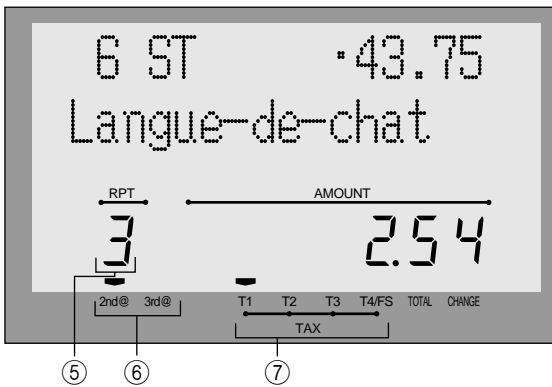 6 ST ·43.75
Langue-de-chat
RPT AMOUNT
3 2.54
2nd@ 3rd@ T1 T2 T3 T4/FS TOTAL CHANGE
TAX
⑤ ⑥ ⑦